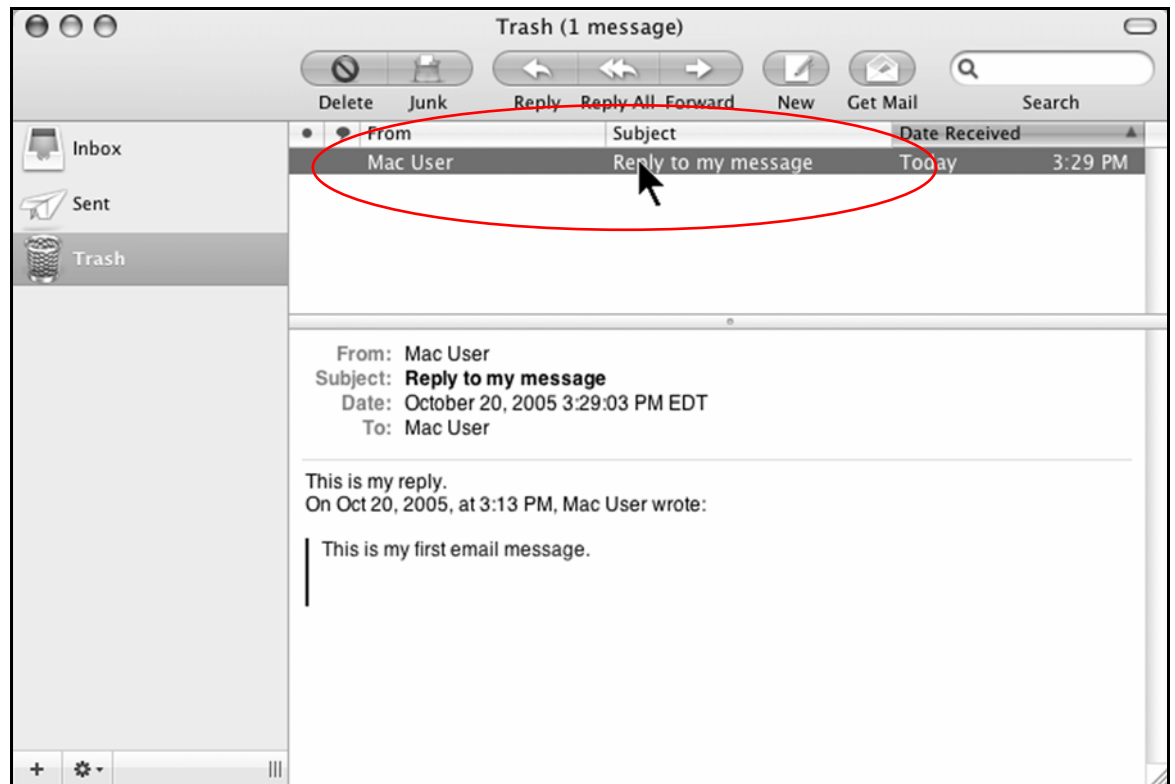 Trash (1 message)
Delete Junk Reply Reply All Forward New Get Mail Search
Inbox
Sent
Trash
From Subject Date Received
Mac User Reply to my message Today 3:29 PM
From: Mac User
Subject: Reply to my message
Date: October 20, 2005 3:29:03 PM EDT
To: Mac User
This is my reply.
On Oct 20, 2005, at 3:13 PM, Mac User wrote:
This is my first email message.